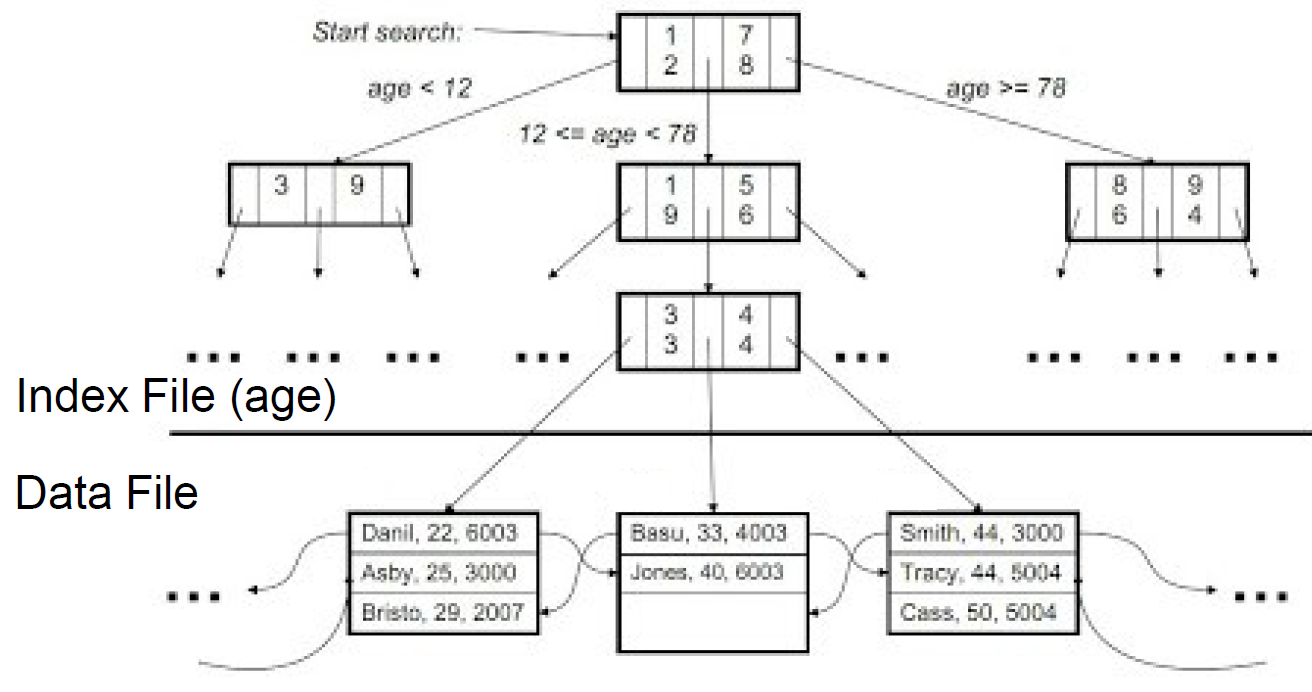 Start search:
1 7
2 8
age < 12
age >= 78
12 <= age < 78
3 9
1 5
9 6
8 9
6 4
3 4
3 4
Index File (age)
Data File
Danil, 22, 6003
Asby, 25, 3000
Bristo, 29, 2007
Basu, 33, 4003
Jones, 40, 6003
Smith, 44, 3000
Tracy, 44, 5004
Cass, 50, 5004